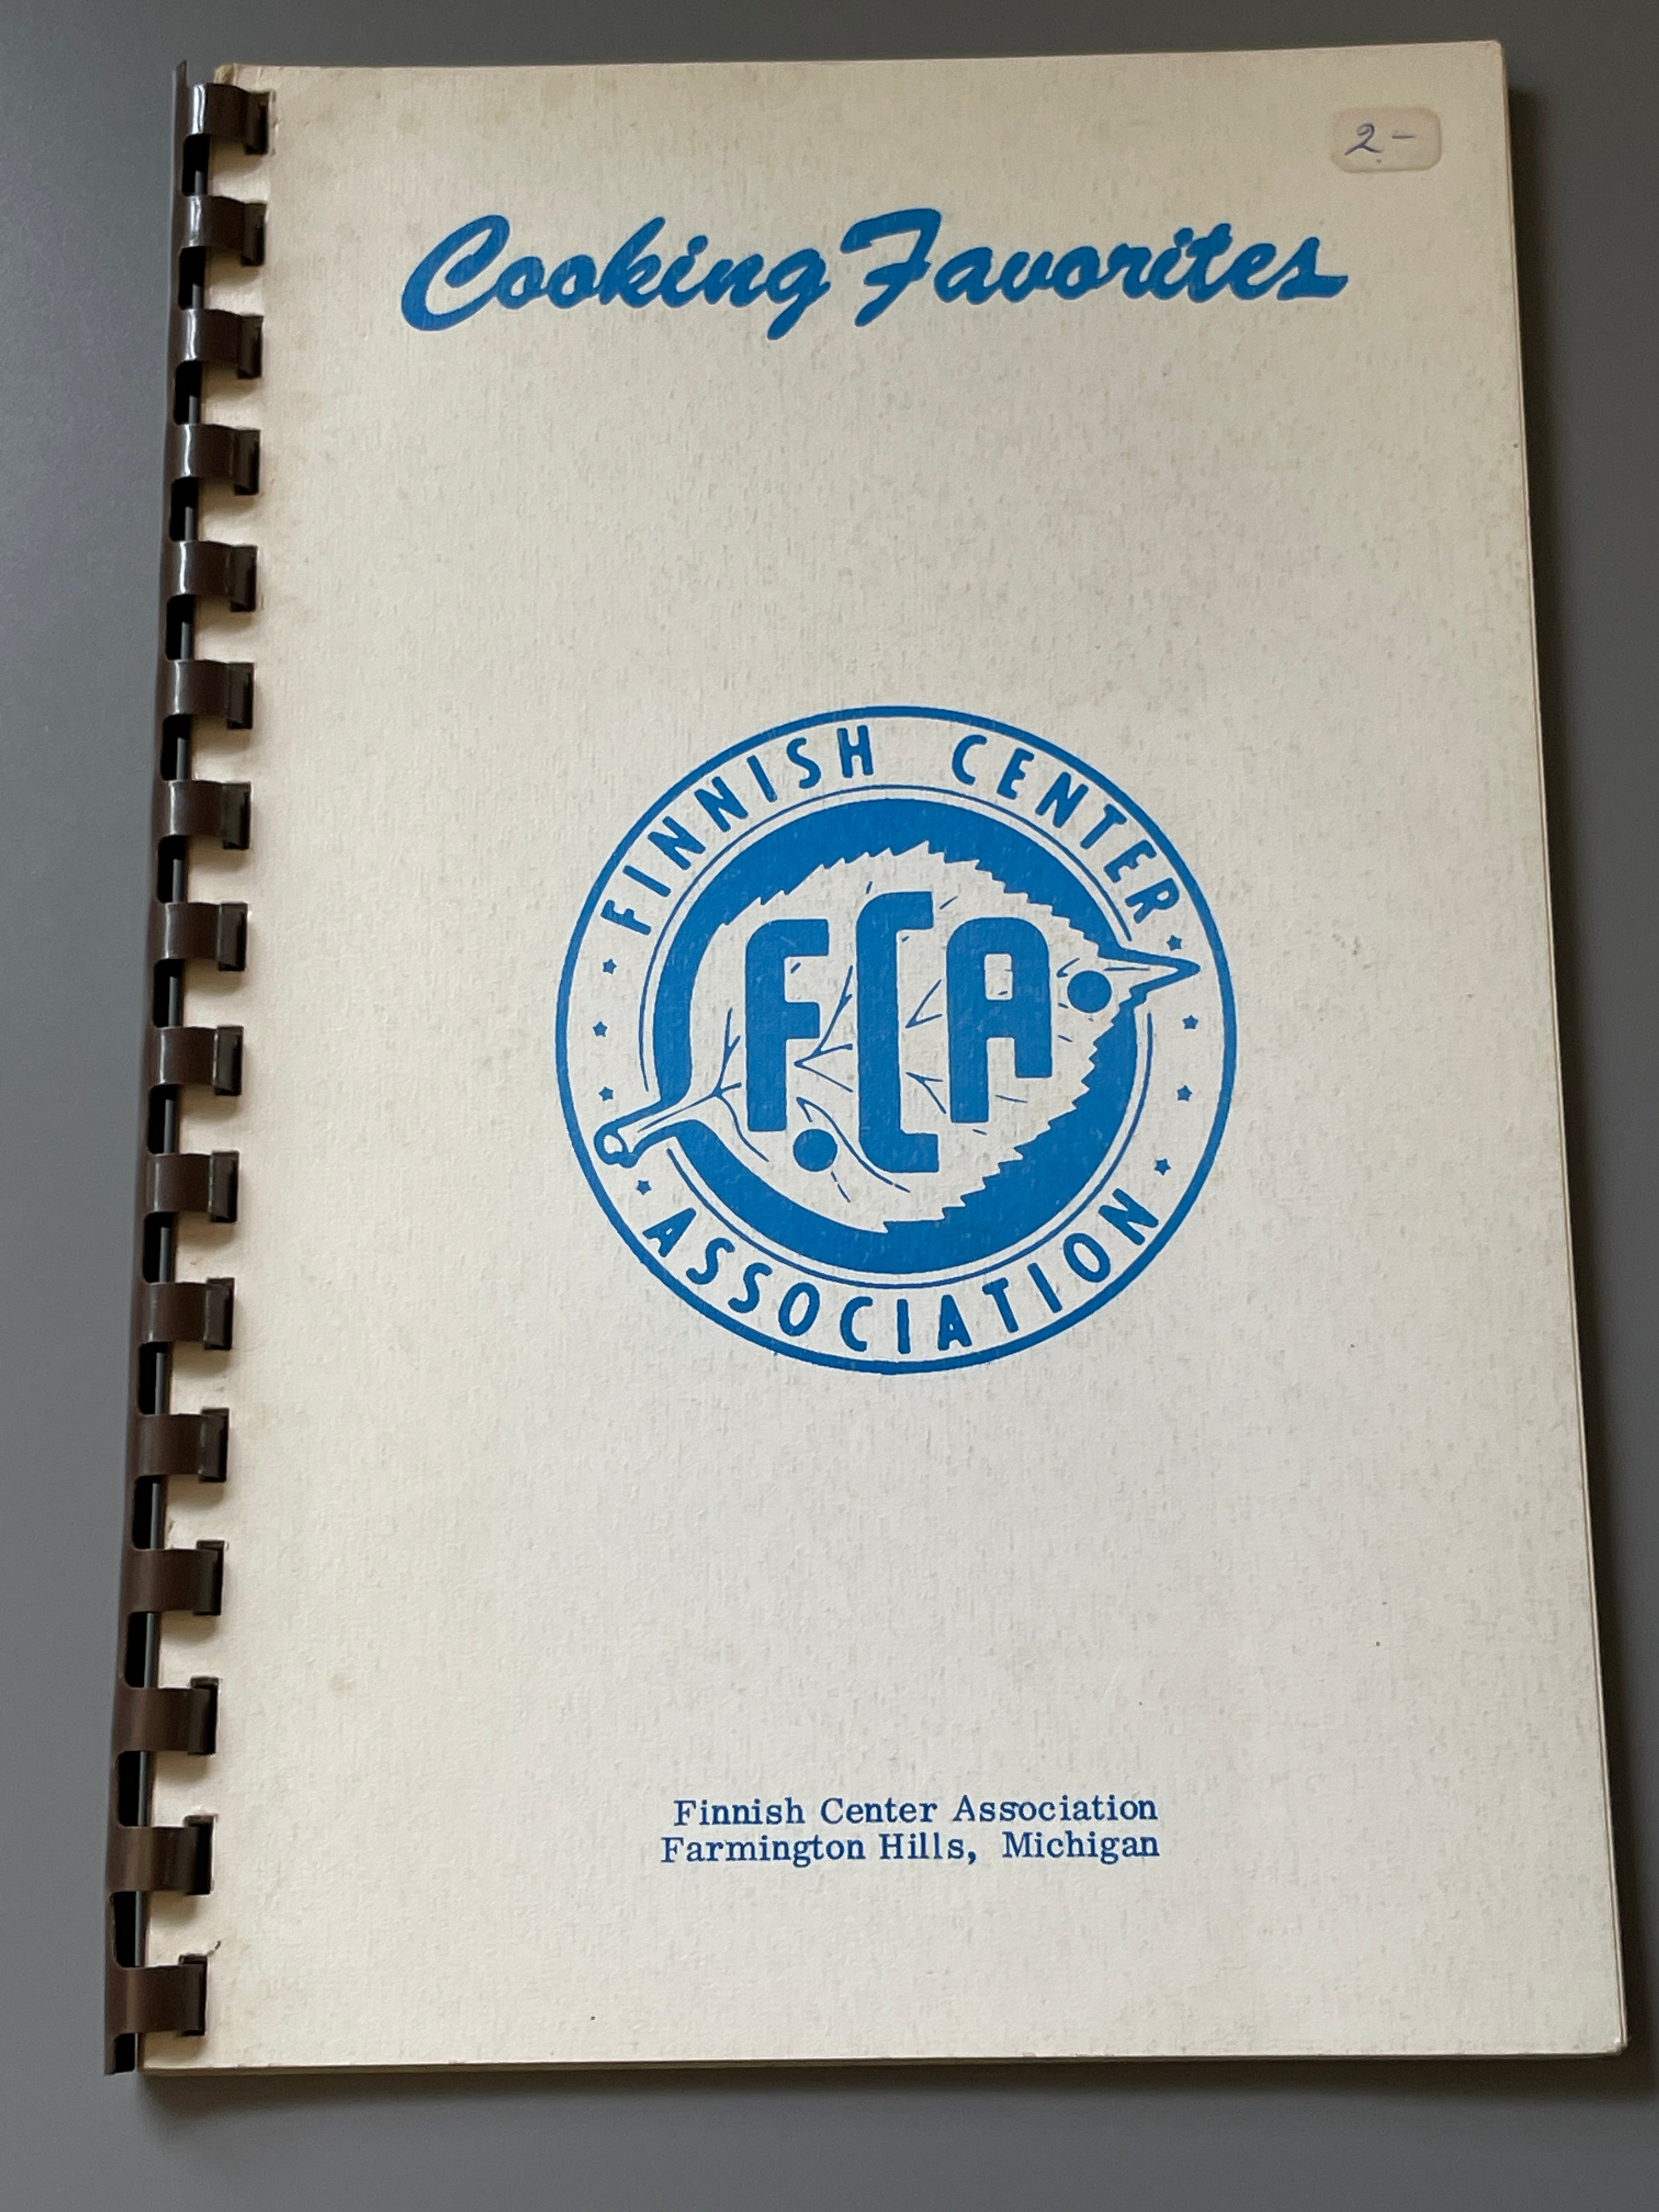 2.-
Cooking Favorites
FINNISH CENTER
FCA
ASSOCIATION
Finnish Center Association
Farmington Hills, Michigan